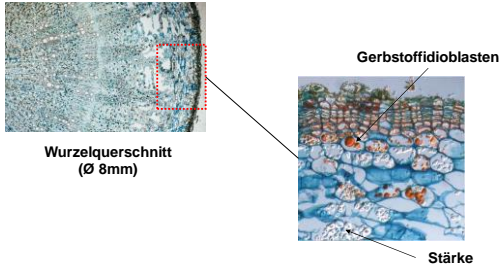 Gerbstoffidioblasten
Wurzelquerschnitt
(Ø 8mm)
Stärke